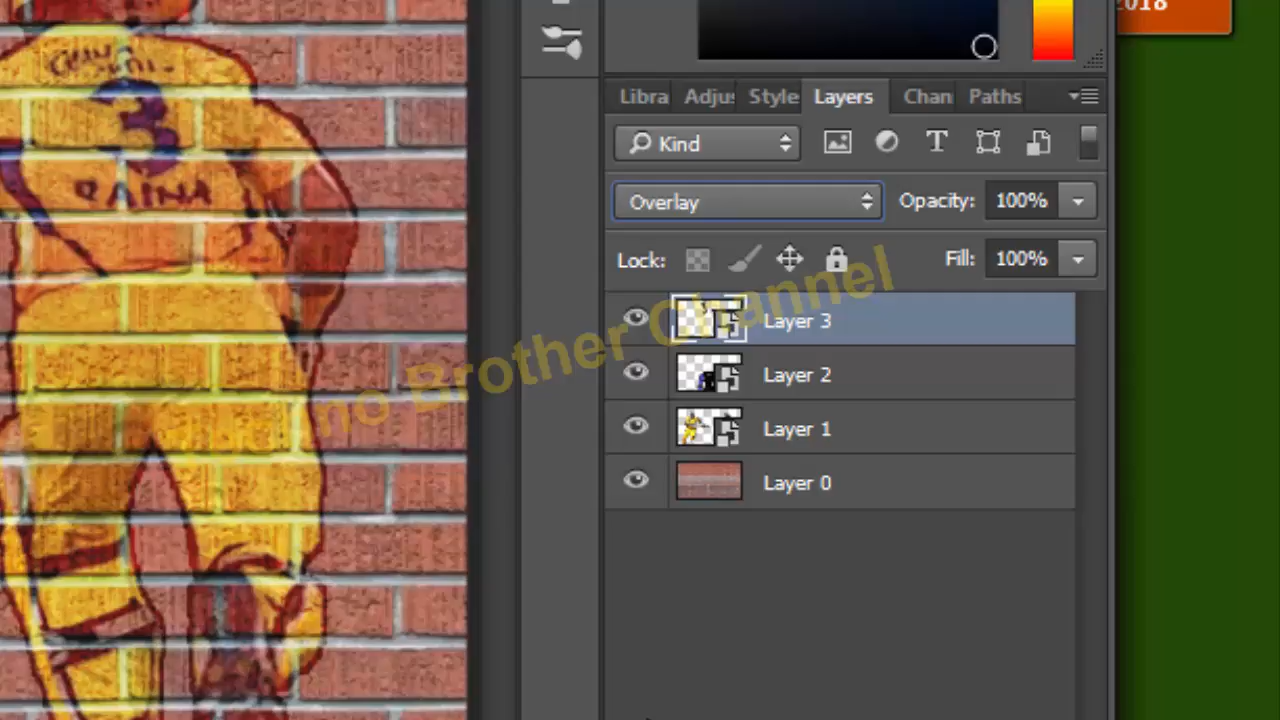 2018
3
RAINA
Libra Adjus Style Layers Chan Paths
Kind
Overlay Opacity: 100%
Lock: Fill: 100%
Layer 3
Layer 2
Layer 1
Layer 0
Brother Channel